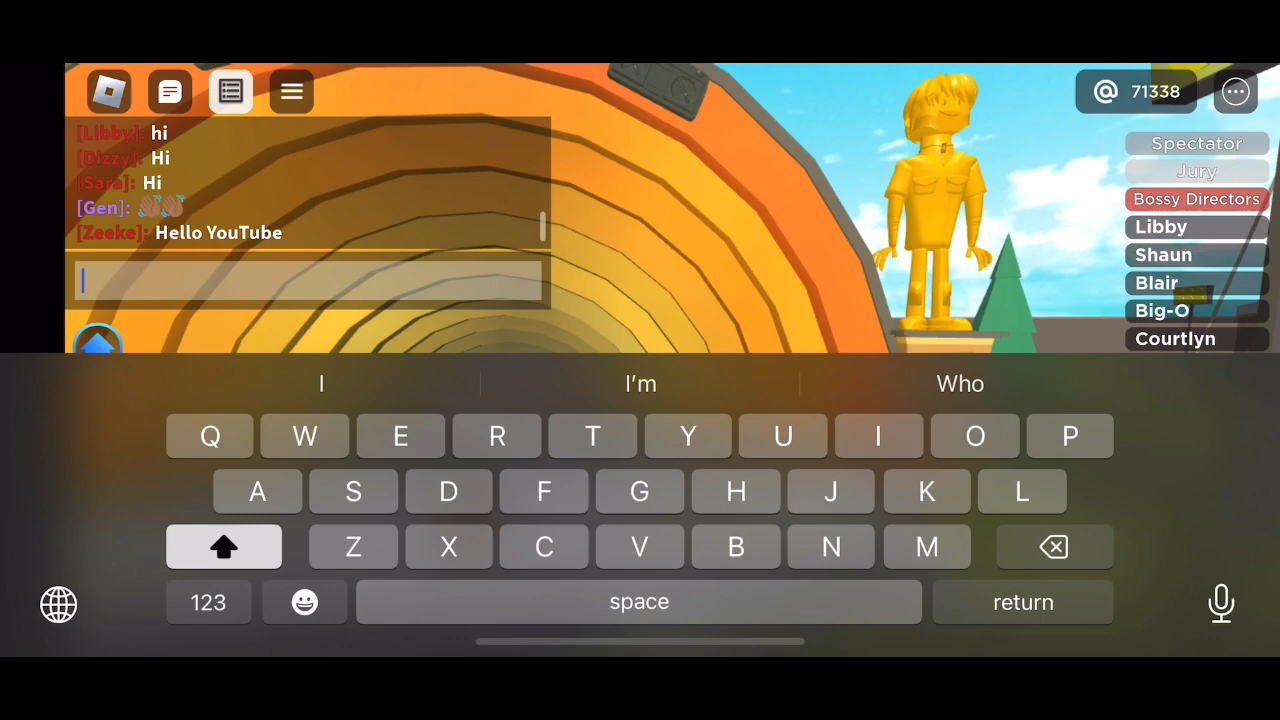 71338
[Libby]: hi
[Dizzy]: Hi
[Sara]: Hi
[Gen]: 👋🏽👋🏽
[Zeeke]: Hello YouTube
Spectator
Jury
Bossy Directors
Libby
Shaun
Blair
Big-O
Courtlyn
I
I’m
Who
Q W E R T Y U I O P
A S D F G H J K L
Z X C V B N M
123
space
return